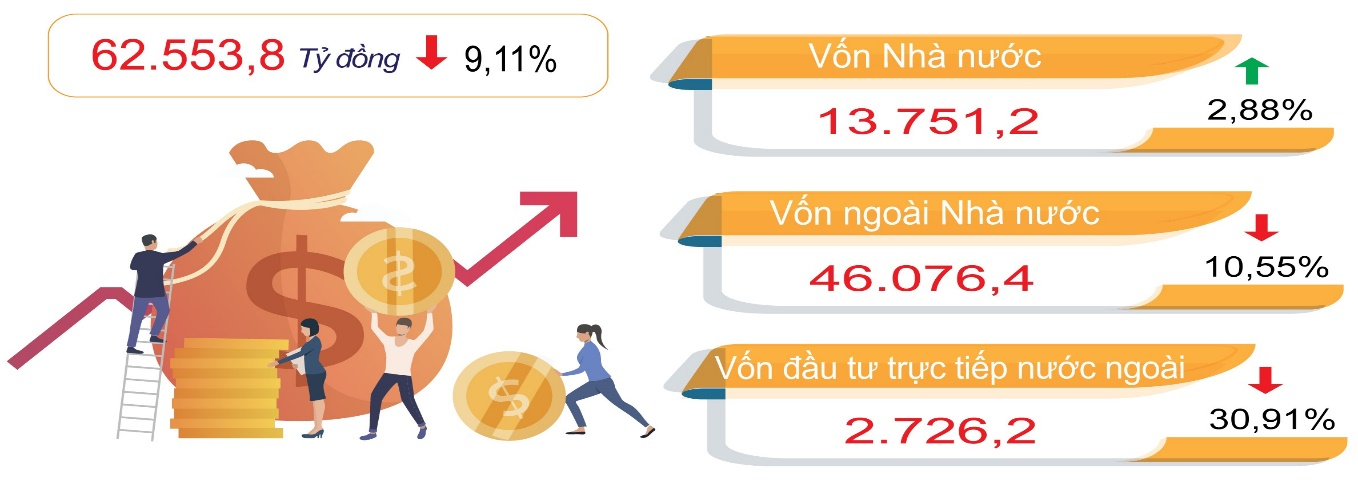 62.553,8 Tỷ đồng 9,11%
Vốn Nhà nước
13.751,2
2,88%
Vốn ngoài Nhà nước
46.076,4
10,55%
Vốn đầu tư trực tiếp nước ngoài
2.726,2
30,91%